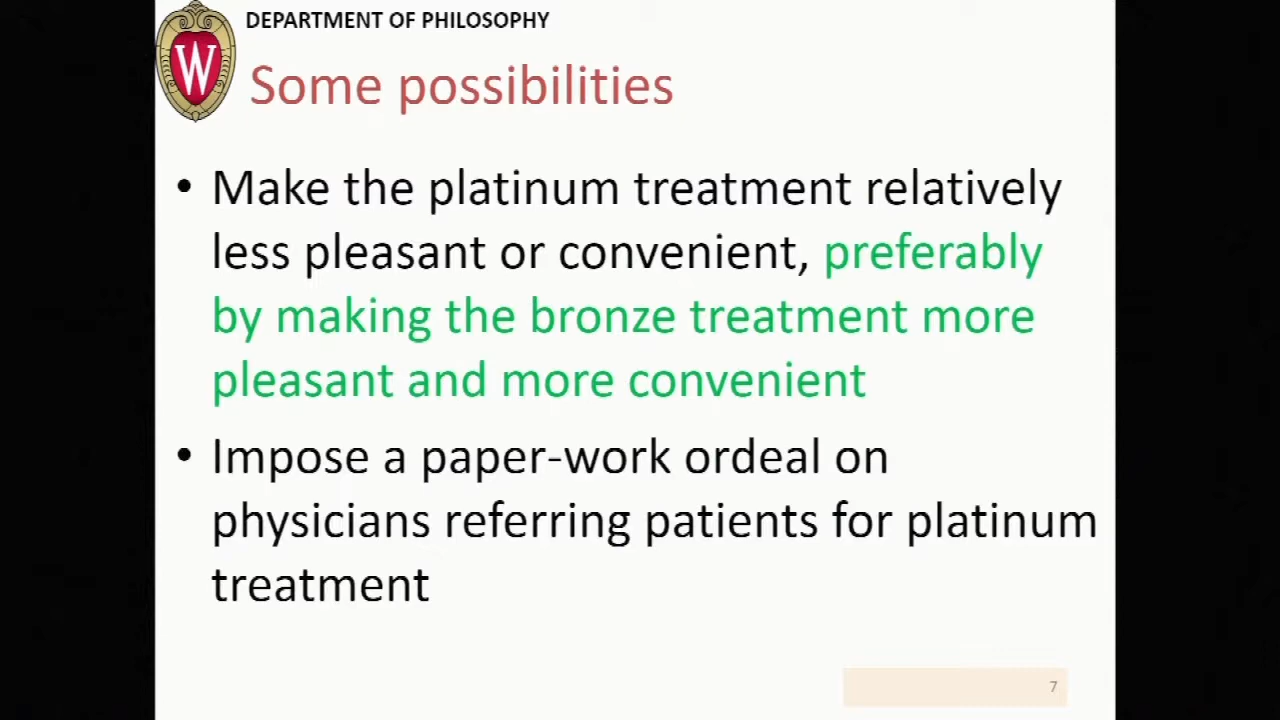 DEPARTMENT OF PHILOSOPHY
W
Some possibilities
• Make the platinum treatment relatively
less pleasant or convenient, preferably
by making the bronze treatment more
pleasant and more convenient
• Impose a paper-work ordeal on
physicians referring patients for platinum
treatment
7